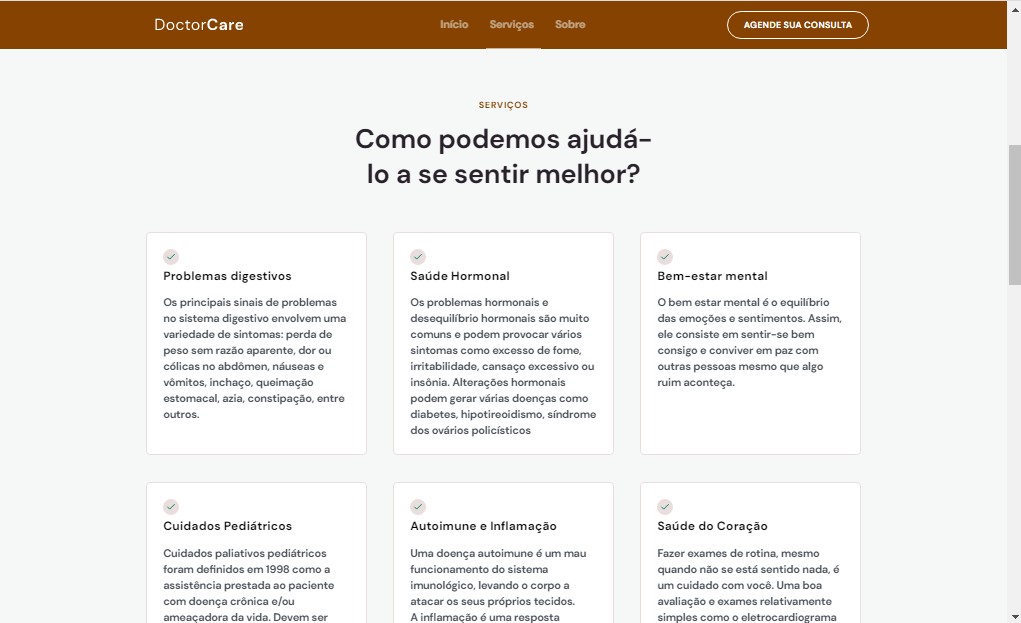 DoctorCare
Início
Serviços
Sobre
AGENDE SUA CONSULTA
SERVIÇOS
Como podemos ajudá-
lo a se sentir melhor?
Problemas digestivos
Os principais sinais de problemas
no sistema digestivo envolvem uma
variedade de sintomas: perda de
peso sem razão aparente, dor ou
cólicas no abdômen, náuseas e
vômitos, inchaço, queimação
estomacal, azia, constipação, entre
outros.
Saúde Hormonal
Os problemas hormonais e
desequilíbrio hormonais são muito
comuns e podem provocar vários
sintomas como excesso de fome,
irritabilidade, cansaço excessivo ou
insônia. Alterações hormonais
podem gerar várias doenças como
diabetes, hipotireoidismo, síndrome
dos ovários policísticos
Bem-estar mental
O bem estar mental é o equilíbrio
das emoções e sentimentos. Assim,
ele consiste em sentir-se bem
consigo e conviver em paz com
outras pessoas mesmo que algo
ruim aconteça.
Cuidados Pediátricos
Cuidados paliativos pediátricos
foram definidos em 1998 como a
assistência prestada ao paciente
com doença crônica e/ou
ameaçadora da vida. Devem ser
Autoimune e Inflamação
Uma doença autoimune é um mau
funcionamento do sistema
imunológico, levando o corpo a
atacar os seus próprios tecidos.
A inflamação é uma resposta
Saúde do Coração
Fazer exames de rotina, mesmo
quando não se está sentido nada, é
um cuidado com você. Uma boa
avaliação e exames relativamente
simples como o eletrocardiograma